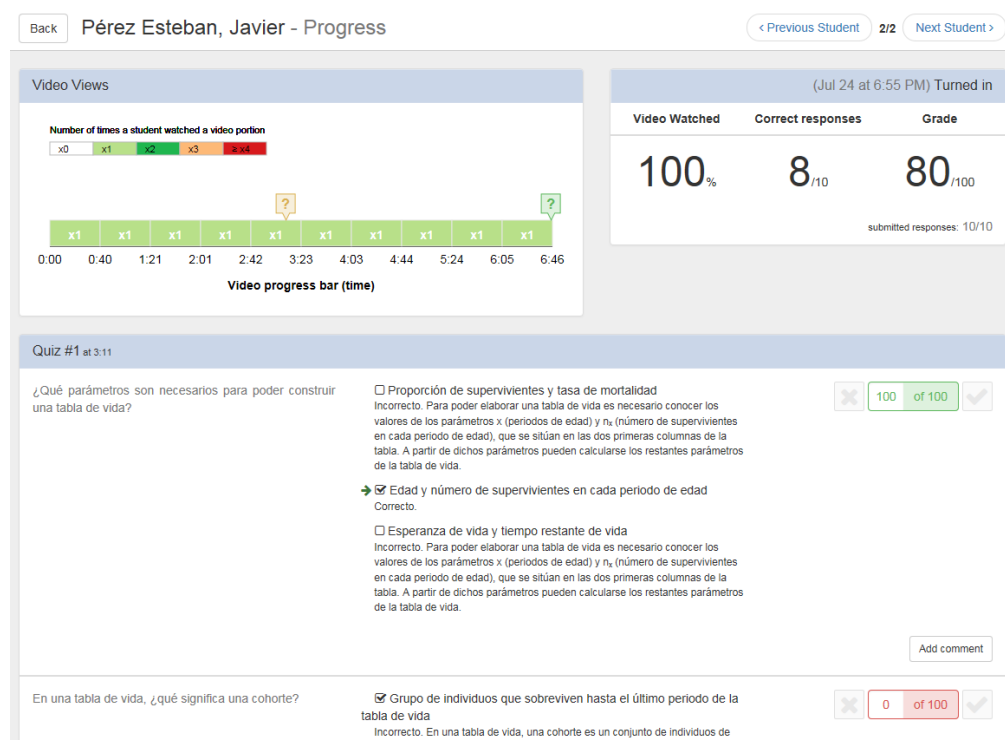 Back Pérez Esteban, Javier - Progress
‹ Previous Student 2/2 Next Student ›
Video Views
Number of times a student watched a video portion
x0 x1 x2 x3 ≥ x4
? ?
x1 x1 x1 x1 x1 x1 x1 x1 x1 x1
0:00 0:40 1:21 2:01 2:42 3:23 4:03 4:44 5:24 6:05 6:46
Video progress bar (time)
(Jul 24 at 6:55 PM) Turned in
Video Watched Correct responses Grade
100% 8/10 80/100
submitted responses: 10/10
Quiz #1 at 3:11
¿Qué parámetros son necesarios para poder construir
una tabla de vida?
Proporción de supervivientes y tasa de mortalidad
Incorrecto. Para poder elaborar una tabla de vida es necesario conocer los
valores de los parámetros x (periodos de edad) y nₓ (número de supervivientes
en cada periodo de edad), que se sitúan en las dos primeras columnas de la
tabla. A partir de dichos parámetros pueden calcularse los restantes parámetros
de la tabla de vida.
Edad y número de supervivientes en cada periodo de edad
Correcto.
Esperanza de vida y tiempo restante de vida
Incorrecto. Para poder elaborar una tabla de vida es necesario conocer los
valores de los parámetros x (periodos de edad) y nₓ (número de supervivientes
en cada periodo de edad), que se sitúan en las dos primeras columnas de la
tabla. A partir de dichos parámetros pueden calcularse los restantes parámetros
de la tabla de vida.
100 of 100
Add comment
En una tabla de vida, ¿qué significa una cohorte?
Grupo de individuos que sobreviven hasta el último periodo de la
tabla de vida
Incorrecto. En una tabla de vida, una cohorte es un conjunto de individuos de
0 of 100